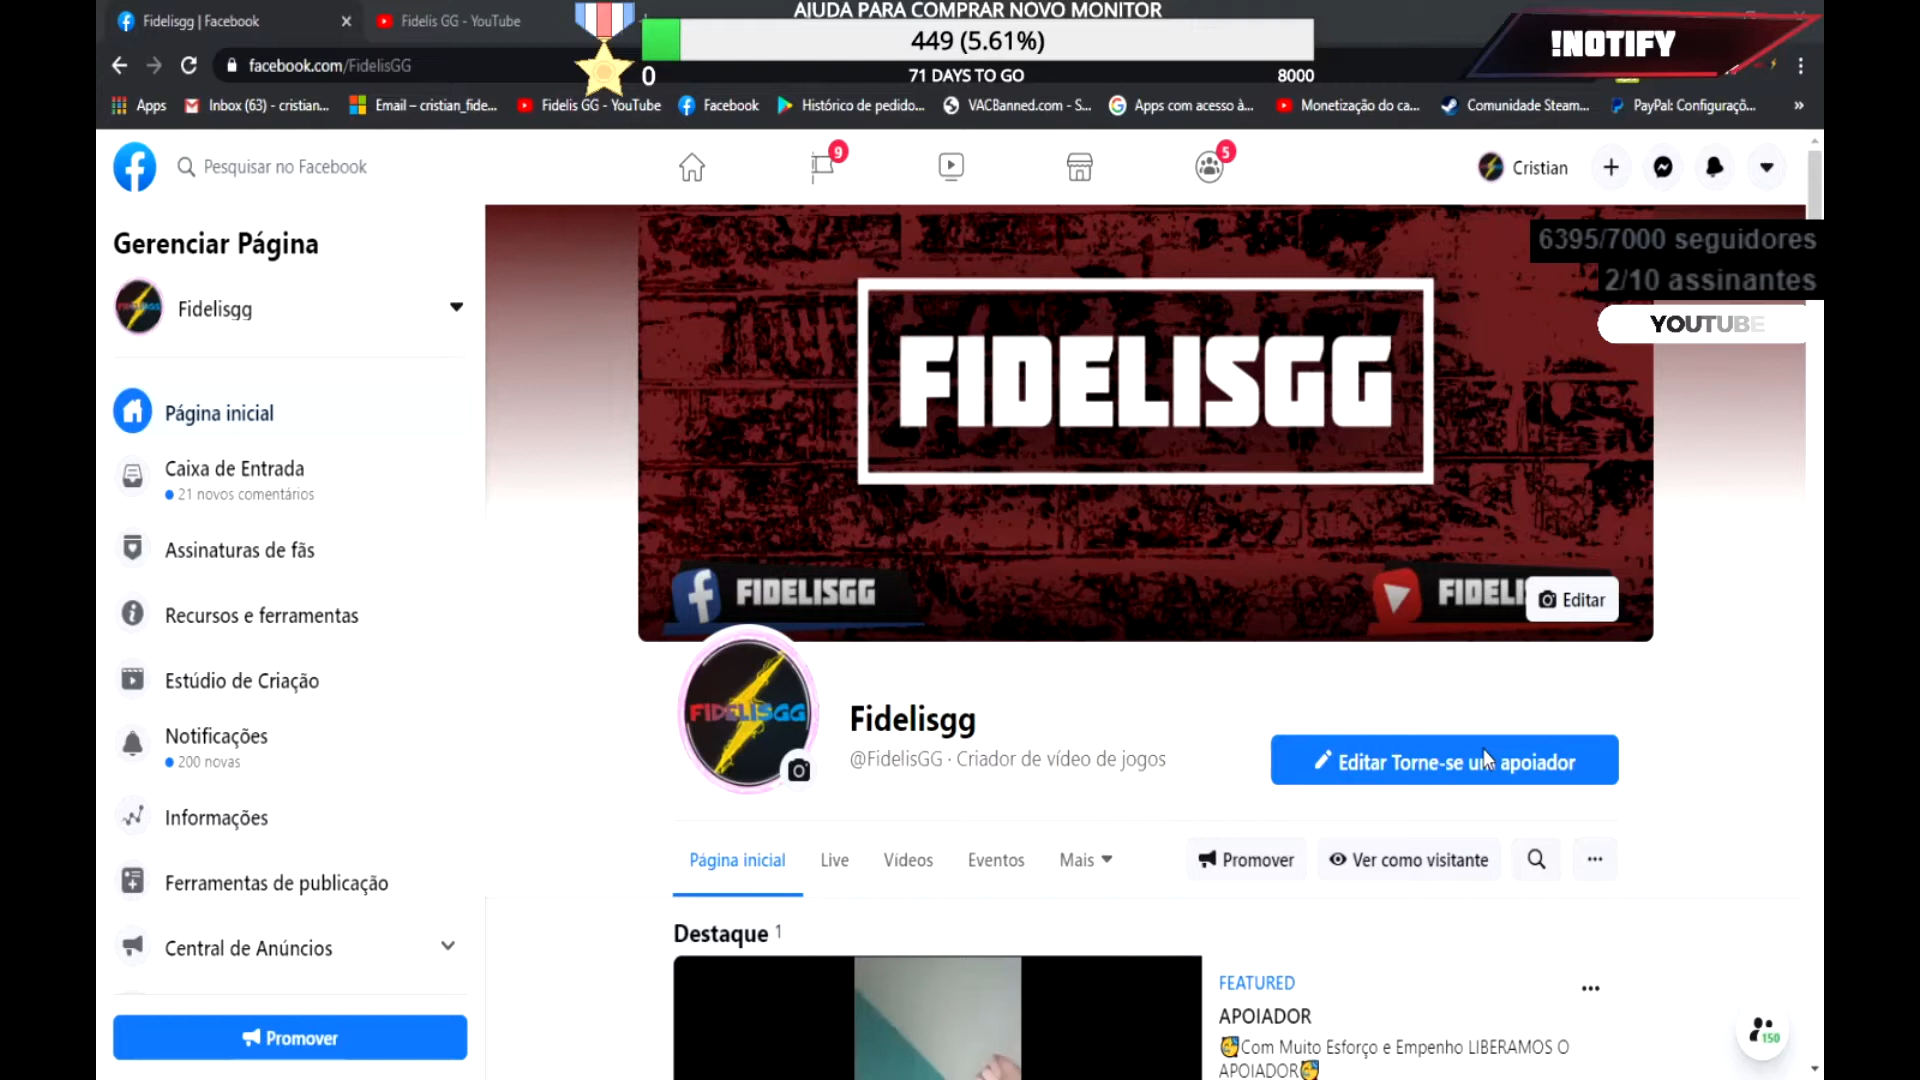 Fidelisgg | Facebook
Fidelis GG - YouTube
AJUDA PARA COMPRAR NOVO MONITOR
449 (5.61%)
0
71 DAYS TO GO
8000
!NOTIFY
facebook.com/FidelisGG
Apps
Inbox (63) - cristian...
Email – cristian_fide...
Fidelis GG - YouTube
Facebook
Histórico de pedido...
VACBanned.com - S...
Apps com acesso à...
Monetização do ca...
Comunidade Steam...
PayPal: Configuraçõ...
»
Pesquisar no Facebook
9
5
Cristian
Gerenciar Página
Fidelisgg
Página inicial
Caixa de Entrada
21 novos comentários
Assinaturas de fãs
Recursos e ferramentas
Estúdio de Criação
Notificações
200 novas
Informações
Ferramentas de publicação
Central de Anúncios
Promover
6395/7000 seguidores
2/10 assinantes
YOUTUBE
FIDELISGG
FIDELISGG
FIDELI
Editar
FIDELISGG
Fidelisgg
@FidelisGG · Criador de vídeo de jogos
Editar Torne-se um apoiador
Página inicial
Live
Vídeos
Eventos
Mais
Promover
Ver como visitante
Destaque 1
FEATURED
APOIADOR
🥳Com Muito Esforço e Empenho LIBERAMOS O
APOIADOR🥳
150